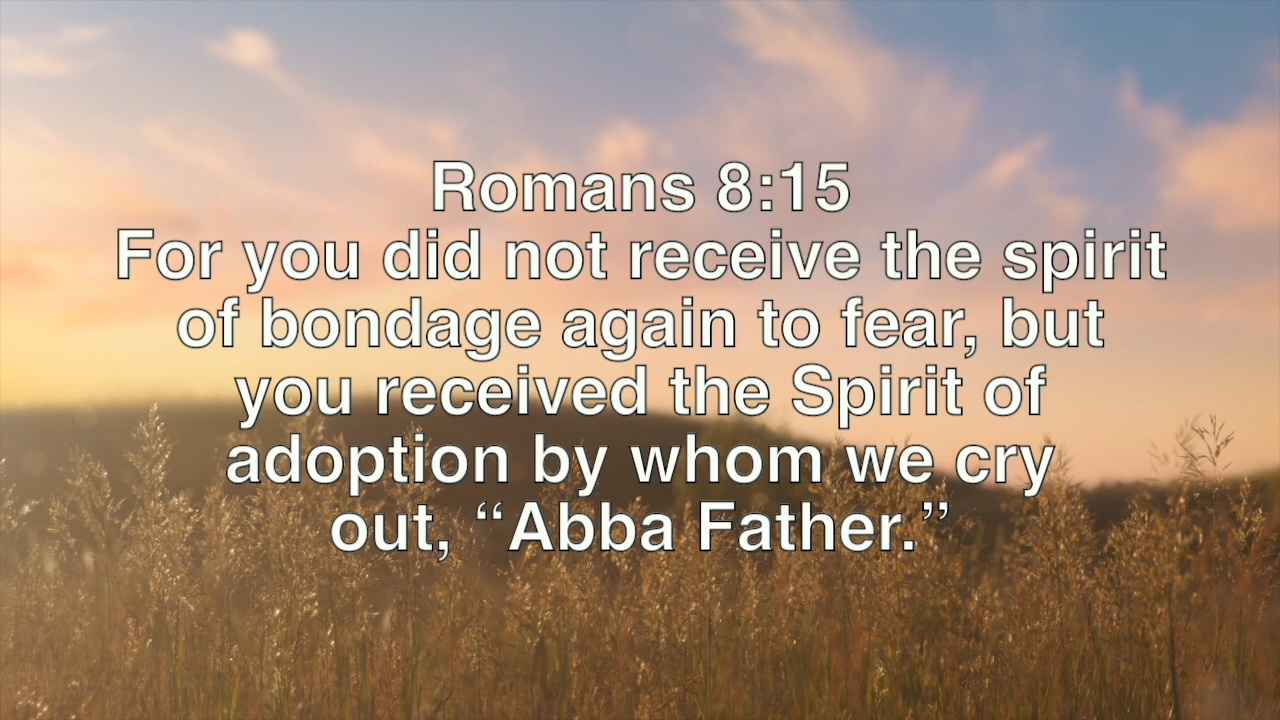 Romans 8:15
For you did not receive the spirit
of bondage again to fear, but
you received the Spirit of
adoption by whom we cry
out, “Abba Father.”